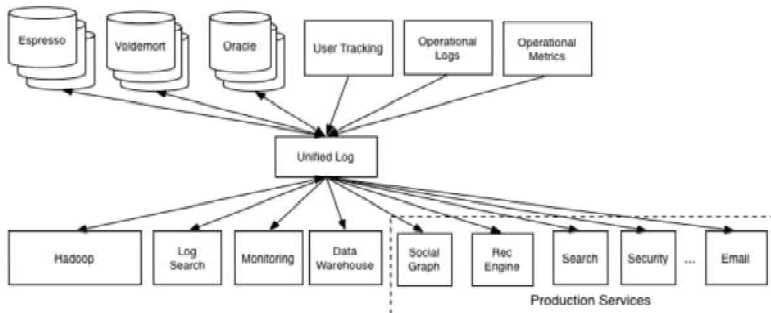 Espresso
Voldemort
Oracle
User Tracking
Operational
Logs
Operational
Metrics
Unified Log
Hadoop
Log
Search
Monitoring
Data
Warehouse
Social
Graph
Rec
Engine
Search
Security
...
Email
Production Services